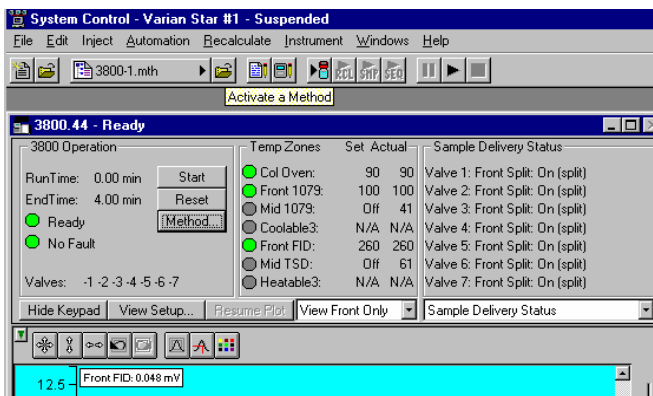 System Control - Varian Star #1 - Suspended
File Edit Inject Automation Recalculate Instrument Windows Help
3800-1.mth RCL SMP SEQ
Activate a Method
3800.44 - Ready
3800 Operation
RunTime: 0.00 min Start
EndTime: 4.00 min Reset
Ready Method...
No Fault
Valves: -1 -2 -3 -4 -5 -6 -7
Temp Zones Set Actual
Col Oven: 90 90
Front 1079: 100 100
Mid 1079: Off 41
Coolable3: N/A N/A
Front FID: 260 260
Mid TSD: Off 61
Heatable3: N/A N/A
Sample Delivery Status
Valve 1: Front Split: On (split)
Valve 2: Front Split: On (split)
Valve 3: Front Split: On (split)
Valve 4: Front Split: On (split)
Valve 5: Front Split: On (split)
Valve 6: Front Split: On (split)
Valve 7: Front Split: On (split)
Hide Keypad View Setup... Resume Plot View Front Only Sample Delivery Status
12.5 Front FID: 0.048 mV